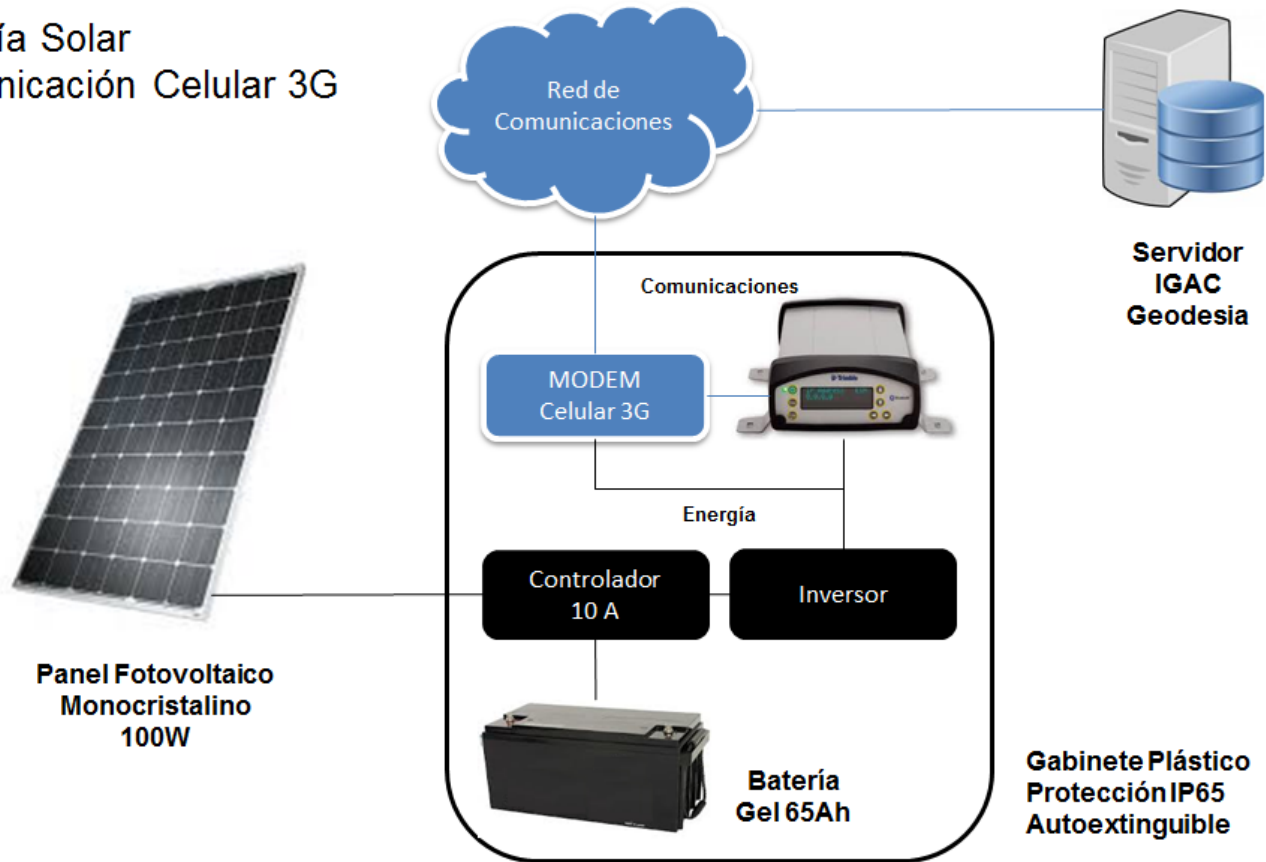 ía Solar
nicación Celular 3G
Red de
Comunicaciones
Servidor
IGAC
Geodesia
Comunicaciones
Trimble
MODEM
Celular 3G
Energía
Controlador
10 A
Inversor
Panel Fotovoltaico
Monocristalino
100W
Batería
Gel 65Ah
Gabinete Plástico
Protección IP65
Autoextinguible